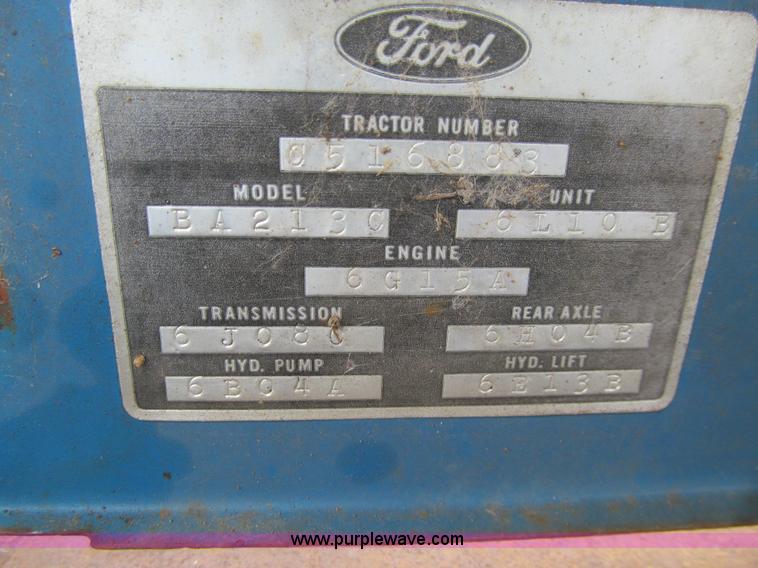 Ford
TRACTOR NUMBER
C516883
MODEL UNIT
BA213C 6L10B
ENGINE
6G15A
TRANSMISSION REAR AXLE
6J08C 6H04B
HYD. PUMP HYD. LIFT
6B04A 6E13B
www.purplewave.com